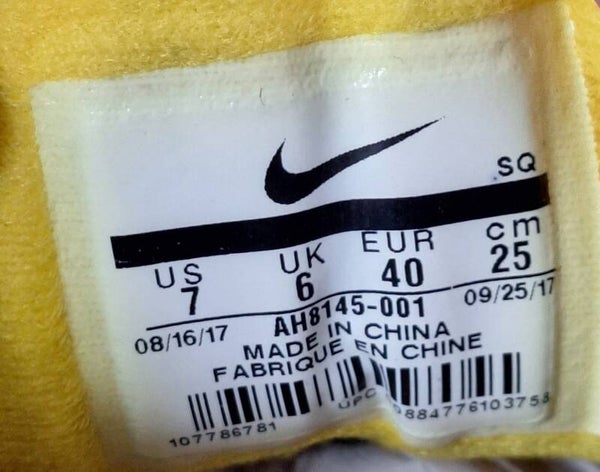 SQ
US UK EUR cm
7 6 40 25
08/16/17 AH8145-001 09/25/17
MADE IN CHINA
FABRIQUE EN CHINE
UPC
107786781